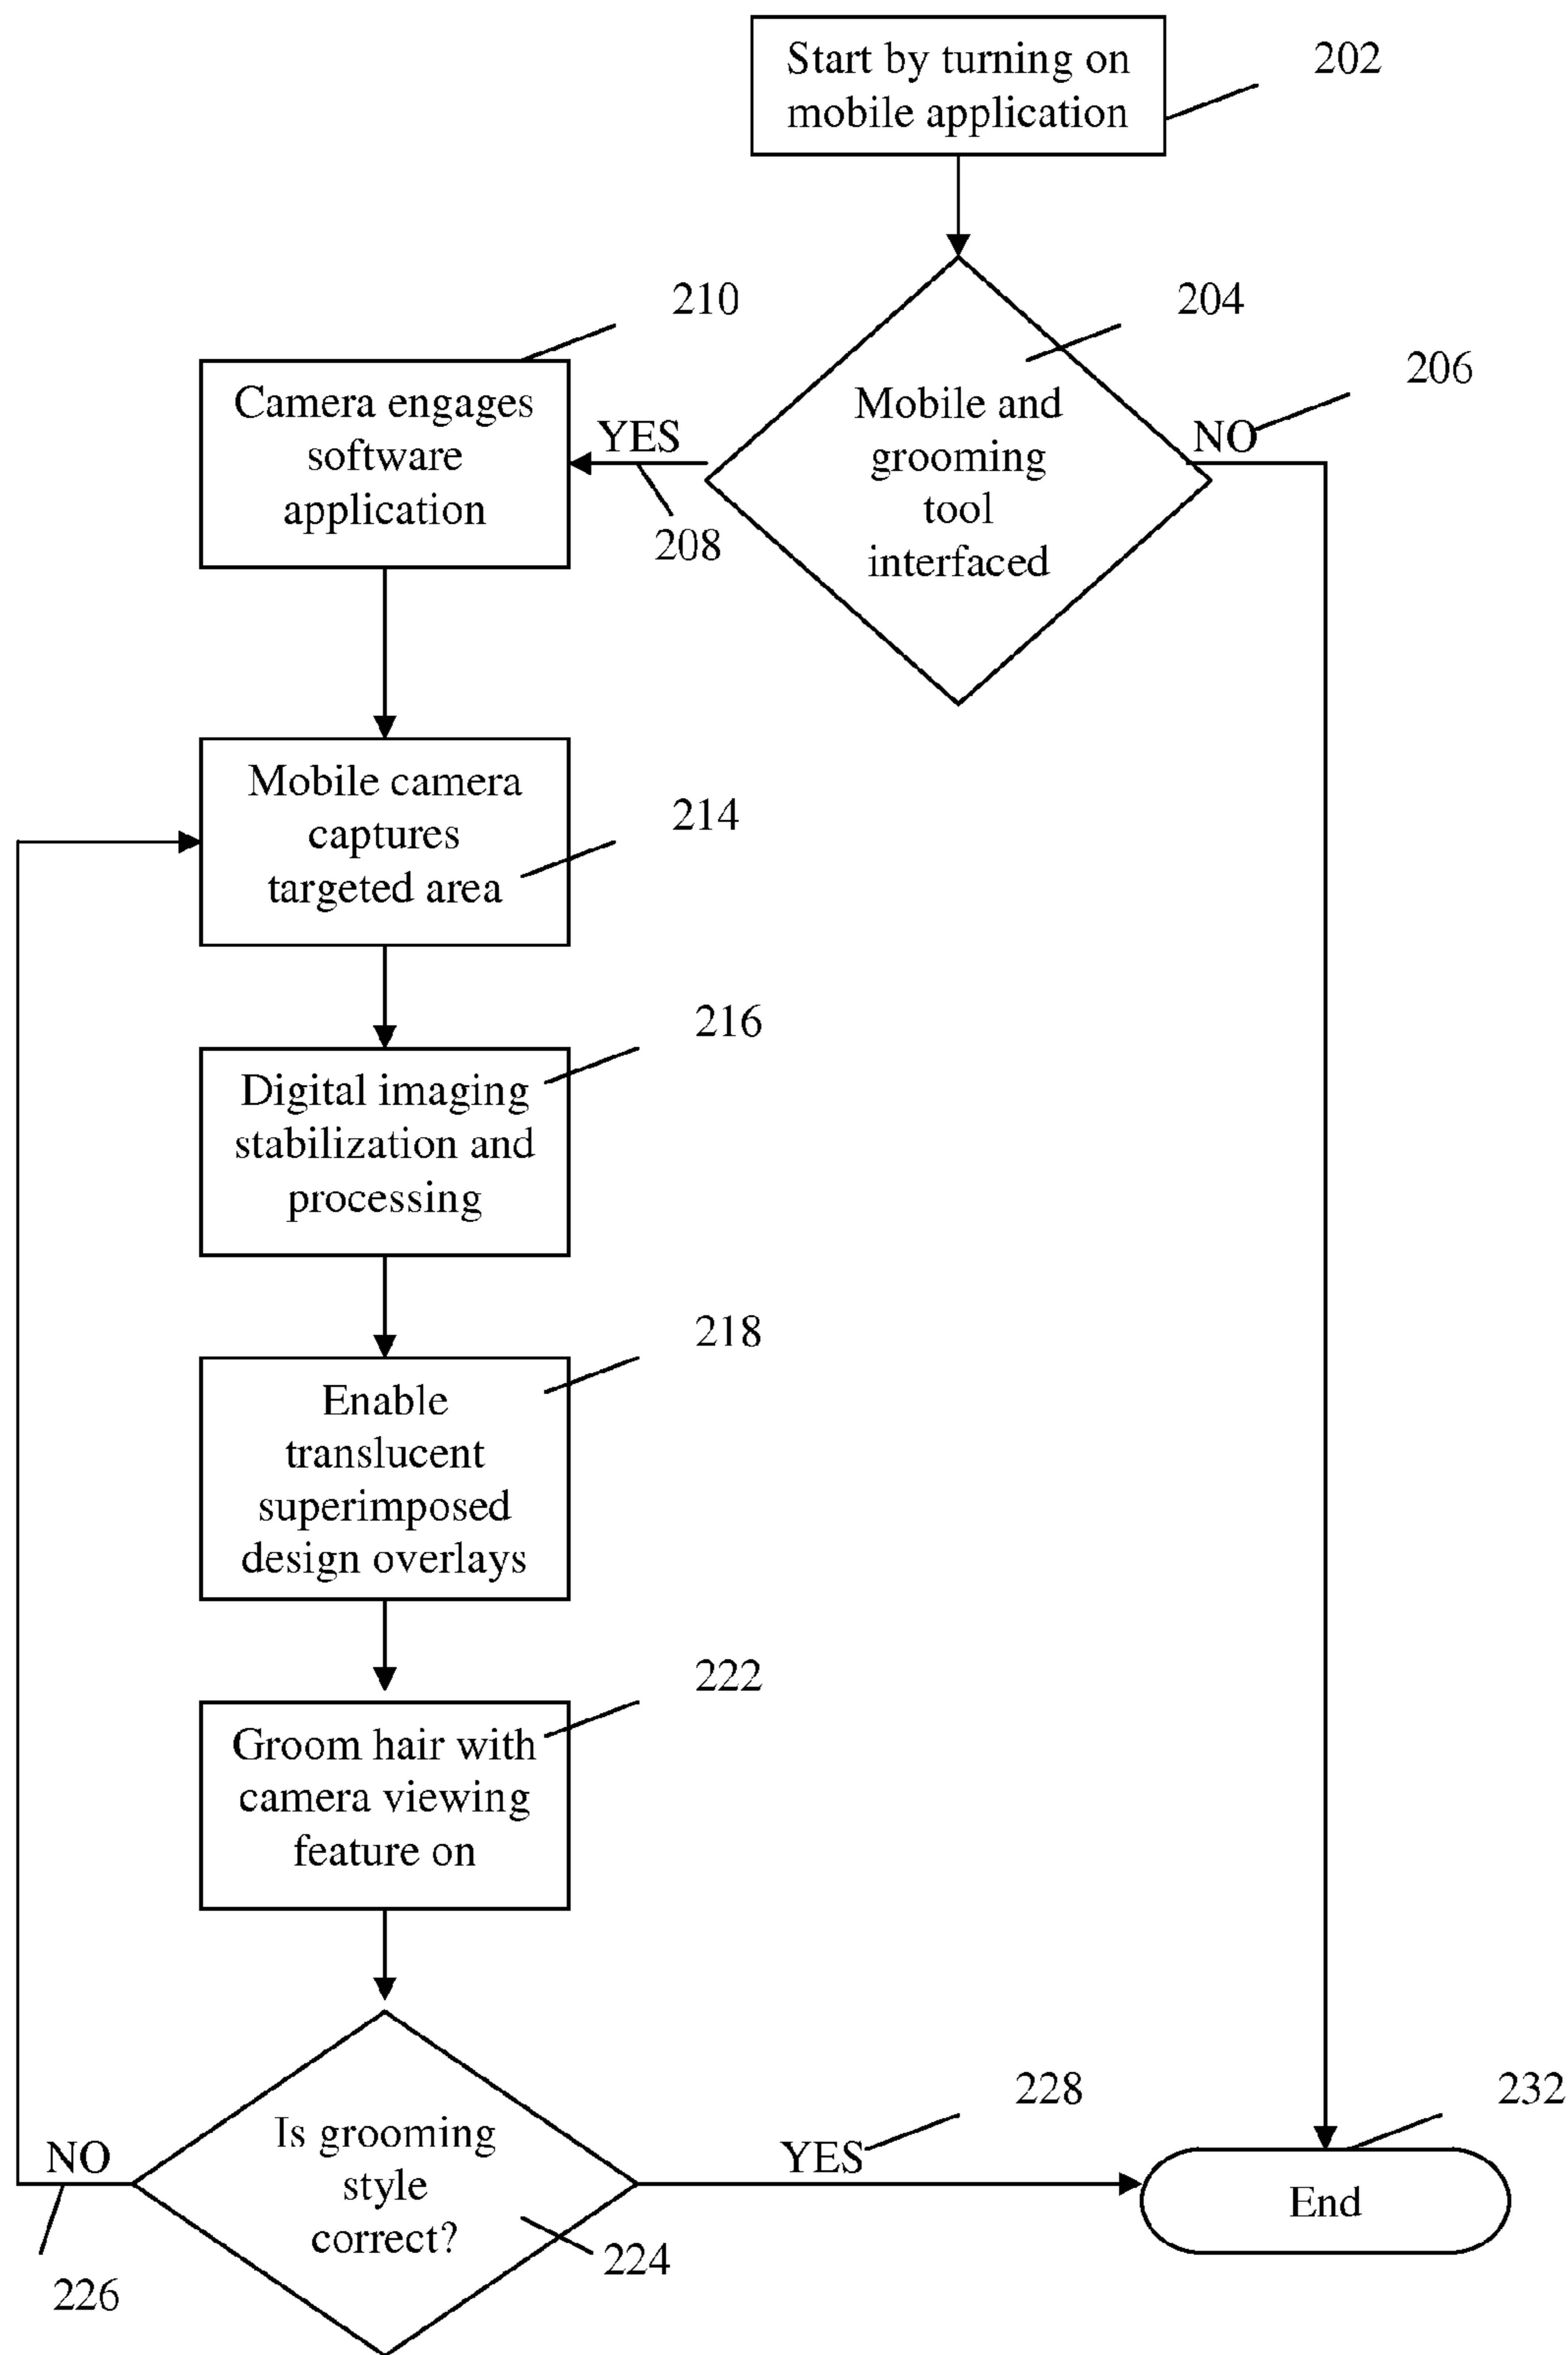 Start by turning on
mobile application
202
204
Mobile and
grooming
tool
interfaced
NO
206
YES
208
210
Camera engages
software
application
Mobile camera
captures
targeted area
214
216
Digital imaging
stabilization and
processing
218
Enable
translucent
superimposed
design overlays
222
Groom hair with
camera viewing
feature on
Is grooming
style
correct?
224
NO
226
YES
228
232
End